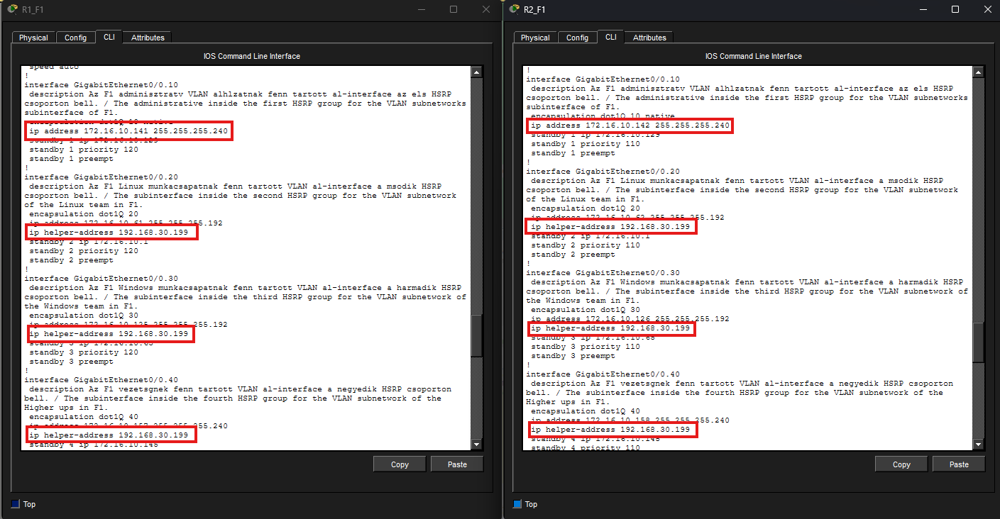 R1_F1
Physical Config CLI Attributes
IOS Command Line Interface
speed auto
!
interface GigabitEthernet0/0.10
description Az F1 adminisztratv VLAN alhlzatnak fenn tartott al-interface az els HSRP
csoporton bell. / The administrative inside the first HSRP group for the VLAN subnetworks
subinterface of F1.
encapsulation dot1Q 10 native
ip address 172.16.10.141 255.255.255.240
standby 1 ip 172.16.10.129
standby 1 priority 120
standby 1 preempt
!
interface GigabitEthernet0/0.20
description Az F1 Linux munkacsapatnak fenn tartott VLAN al-interface a msodik HSRP
csoporton bell. / The subinterface inside the second HSRP group for the VLAN subnetwork
of the Linux team in F1.
encapsulation dot1Q 20
ip address 172.16.10.61 255.255.255.192
ip helper-address 192.168.30.199
standby 2 ip 172.16.10.1
standby 2 priority 120
standby 2 preempt
!
interface GigabitEthernet0/0.30
description Az F1 Windows munkacsapatnak fenn tartott VLAN al-interface a harmadik HSRP
csoporton bell. / The subinterface inside the third HSRP group for the VLAN subnetwork of
the Windows team in F1.
encapsulation dot1Q 30
ip address 172.16.10.125 255.255.255.192
ip helper-address 192.168.30.199
standby 3 ip 172.16.10.65
standby 3 priority 120
standby 3 preempt
!
interface GigabitEthernet0/0.40
description Az F1 vezetsgnek fenn tartott VLAN al-interface a negyedik HSRP csoporton
bell. / The subinterface inside the fourth HSRP group for the VLAN subnetwork of the
Higher ups in F1.
encapsulation dot1Q 40
ip address 172.16.10.157 255.255.255.240
ip helper-address 192.168.30.199
standby 4 ip 172.16.10.145
Copy Paste
Top
R2_F1
Physical Config CLI Attributes
IOS Command Line Interface
!
interface GigabitEthernet0/0.10
description Az F1 adminisztratv VLAN alhlzatnak fenn tartott al-interface az els HSRP
csoporton bell. / The administrative inside the first HSRP group for the VLAN subnetworks
subinterface of F1.
encapsulation dot1Q 10 native
ip address 172.16.10.142 255.255.255.240
standby 1 ip 172.16.10.129
standby 1 priority 110
standby 1 preempt
!
interface GigabitEthernet0/0.20
description Az F1 Linux munkacsapatnak fenn tartott VLAN al-interface a msodik HSRP
csoporton bell. / The subinterface inside the second HSRP group for the VLAN subnetwork
of the Linux team in F1.
encapsulation dot1Q 20
ip address 172.16.10.62 255.255.255.192
ip helper-address 192.168.30.199
standby 2 ip 172.16.10.1
standby 2 priority 110
standby 2 preempt
!
interface GigabitEthernet0/0.30
description Az F1 Windows munkacsapatnak fenn tartott VLAN al-interface a harmadik HSRP
csoporton bell. / The subinterface inside the third HSRP group for the VLAN subnetwork of
the Windows team in F1.
encapsulation dot1Q 30
ip address 172.16.10.126 255.255.255.192
ip helper-address 192.168.30.199
standby 3 ip 172.16.10.65
standby 3 priority 110
standby 3 preempt
!
interface GigabitEthernet0/0.40
description Az F1 vezetsgnek fenn tartott VLAN al-interface a negyedik HSRP csoporton
bell. / The subinterface inside the fourth HSRP group for the VLAN subnetwork of the
Higher ups in F1.
encapsulation dot1Q 40
ip address 172.16.10.158 255.255.255.240
ip helper-address 192.168.30.199
standby 4 ip 172.16.10.145
standby 4 priority 110
Copy Paste
Top